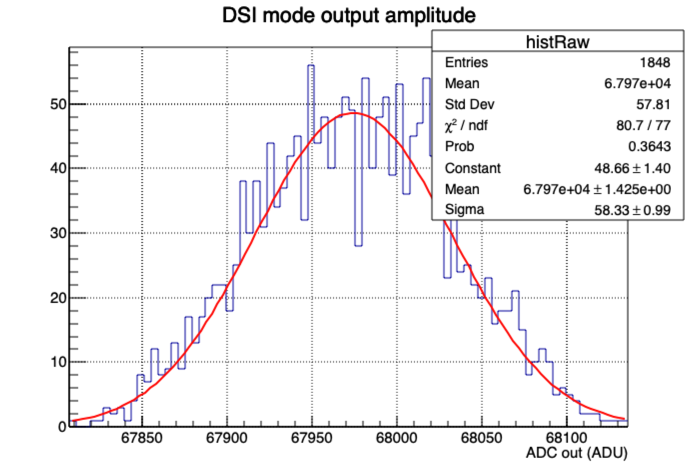 DSI mode output amplitude
histRaw
Entries 1848
Mean 6.797e+04
Std Dev 57.81
χ² / ndf 80.7 / 77
Prob 0.3643
Constant 48.66 ± 1.40
Mean 6.797e+04 ± 1.425e+00
Sigma 58.33 ± 0.99
50
40
30
20
10
0
67850 67900 67950 68000 68050 68100
ADC out (ADU)